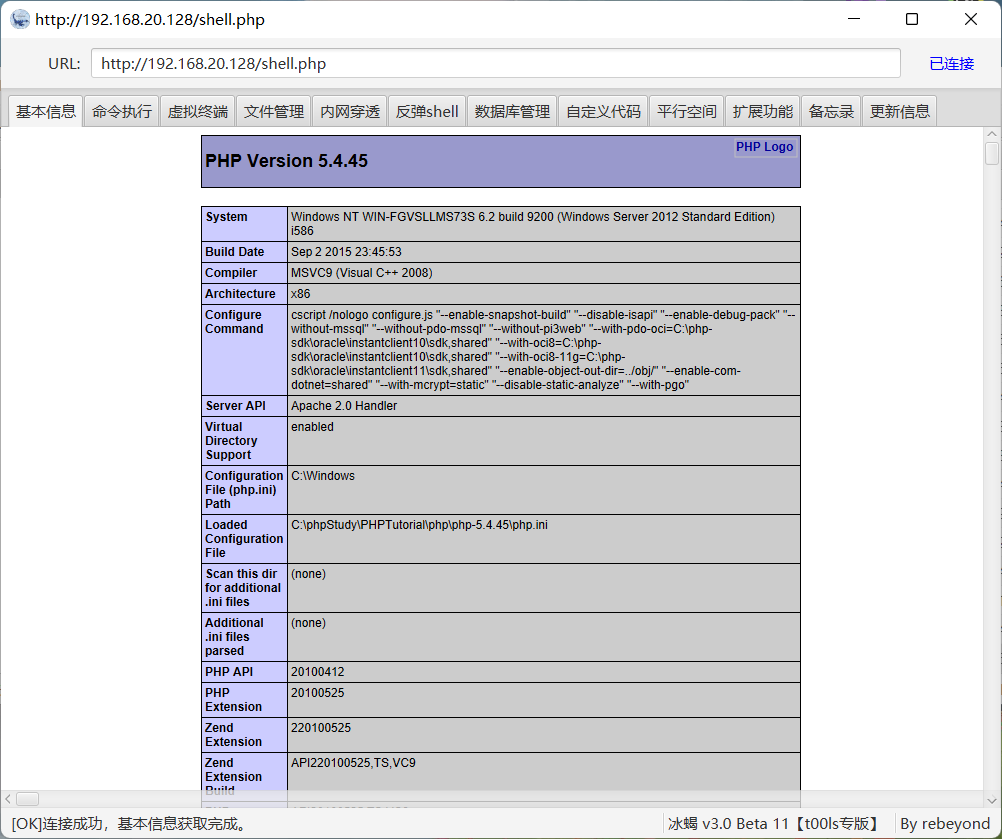 http://192.168.20.128/shell.php
URL: http://192.168.20.128/shell.php 已连接
基本信息 命令执行 虚拟终端 文件管理 内网穿透 反弹shell 数据库管理 自定义代码 平行空间 扩展功能 备忘录 更新信息
PHP Logo
PHP Version 5.4.45
System
Windows NT WIN-FGVSLLMS73S 6.2 build 9200 (Windows Server 2012 Standard Edition)
i586
Build Date Sep 2 2015 23:45:53
Compiler MSVC9 (Visual C++ 2008)
Architecture x86
Configure
Command
cscript /nologo configure.js "--enable-snapshot-build" "--disable-isapi" "--enable-debug-pack" "--
without-mssql" "--without-pdo-mssql" "--without-pi3web" "--with-pdo-oci=C:\php-
sdk\oracle\instantclient10\sdk,shared" "--with-oci8=C:\php-
sdk\oracle\instantclient10\sdk,shared" "--with-oci8-11g=C:\php-
sdk\oracle\instantclient11\sdk,shared" "--enable-object-out-dir=../obj/" "--enable-com-
dotnet=shared" "--with-mcrypt=static" "--disable-static-analyze" "--with-pgo"
Server API Apache 2.0 Handler
Virtual
Directory
Support
enabled
Configuration
File (php.ini)
Path
C:\Windows
Loaded
Configuration
File
C:\phpStudy\PHPTutorial\php\php-5.4.45\php.ini
Scan this dir
for additional
.ini files
(none)
Additional
.ini files
parsed
(none)
PHP API 20100412
PHP
Extension
20100525
Zend
Extension
220100525
Zend
Extension
Build
API220100525,TS,VC9
[OK]连接成功，基本信息获取完成。 冰蝎 v3.0 Beta 11【t00ls专版】 By rebeyond